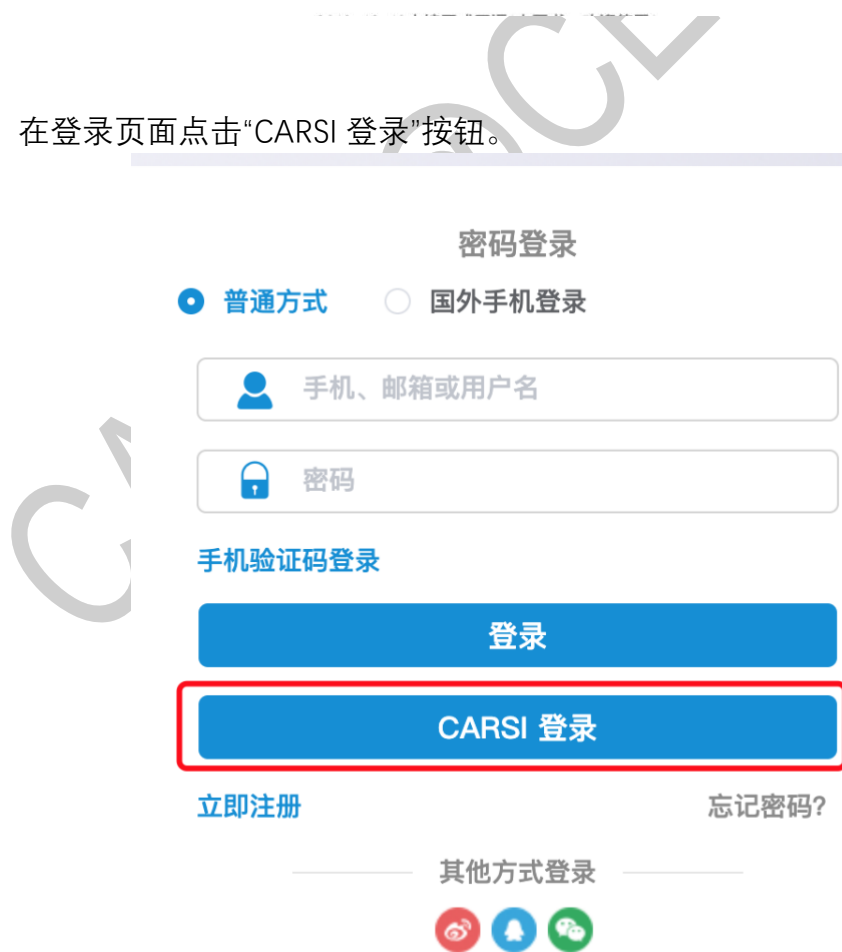 在登录页面点击“CARSI 登录”按钮。
密码登录
普通方式 国外手机登录
手机、邮箱或用户名
密码
手机验证码登录
登录
CARSI 登录
立即注册 忘记密码?
其他方式登录